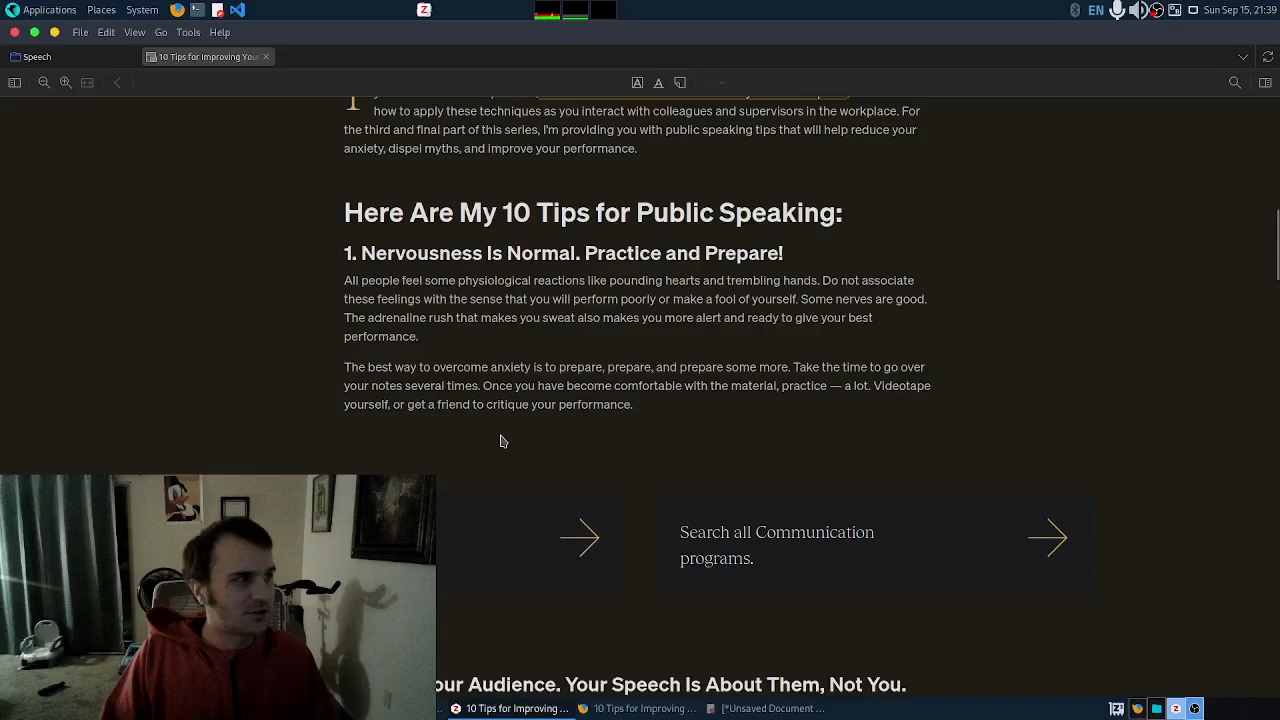 Applications Places System EN Sun Sep 15, 21:39
File Edit View Go Tools Help
Speech 10 Tips for Improving You
how to apply these techniques as you interact with colleagues and supervisors in the workplace. For
the third and final part of this series, I'm providing you with public speaking tips that will help reduce your
anxiety, dispel myths, and improve your performance.
Here Are My 10 Tips for Public Speaking:
1. Nervousness Is Normal. Practice and Prepare!
All people feel some physiological reactions like pounding hearts and trembling hands. Do not associate
these feelings with the sense that you will perform poorly or make a fool of yourself. Some nerves are good.
The adrenaline rush that makes you sweat also makes you more alert and ready to give your best
performance.
The best way to overcome anxiety is to prepare, prepare, and prepare some more. Take the time to go over
your notes several times. Once you have become comfortable with the material, practice — a lot. Videotape
yourself, or get a friend to critique your performance.
Search all Communication
programs.
our Audience. Your Speech Is About Them, Not You.
10 Tips for Improving ... 10 Tips for Improving ... [*Unsaved Document ...